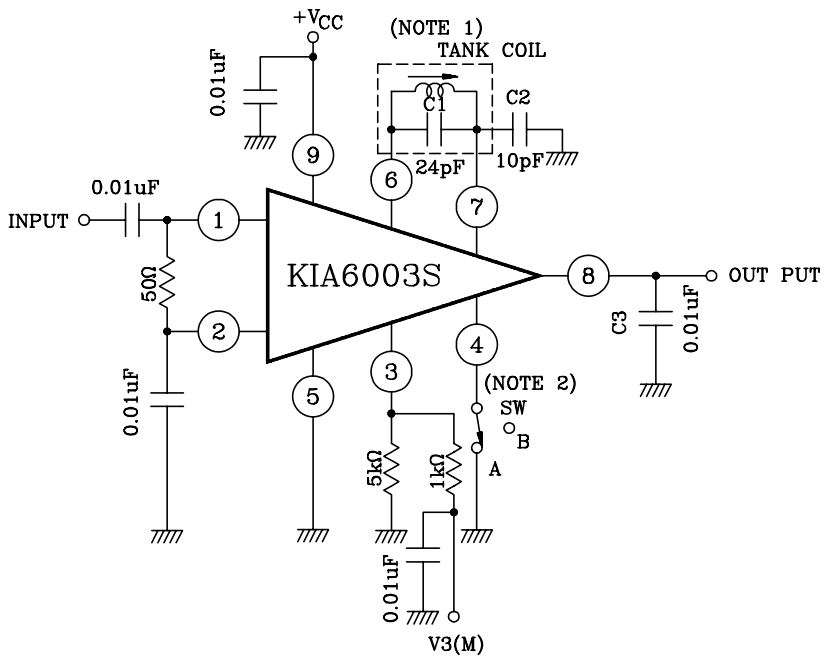 +VCC
(NOTE 1)
TANK COIL
0.01uF
C1
C2
24pF
10pF
9
6
7
0.01uF
INPUT
1
50Ω
KIA6003S
8
OUT PUT
2
C3
0.01uF
3
4
0.01uF
5
(NOTE 2)
SW
B
A
5kΩ
1kΩ
0.01uF
V3(M)